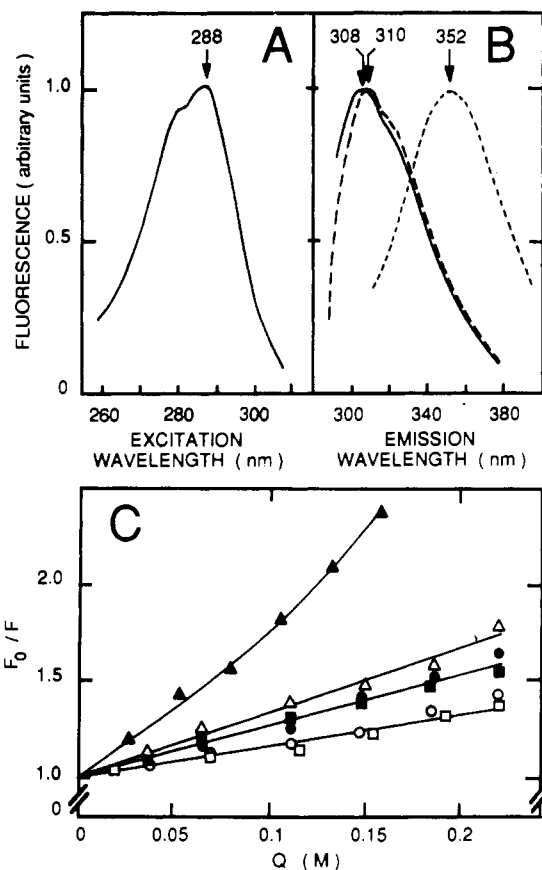 288
A
308 310 352
B
FLUORESCENCE ( arbitrary units )
1.0
0.5
0
260 280 300
EXCITATION
WAVELENGTH ( nm )
300 340 380
EMISSION
WAVELENGTH ( nm )
C
F0 / F
2.0
1.5
1.0
0
0 0.05 0.1 0.15 0.2
Q ( M )